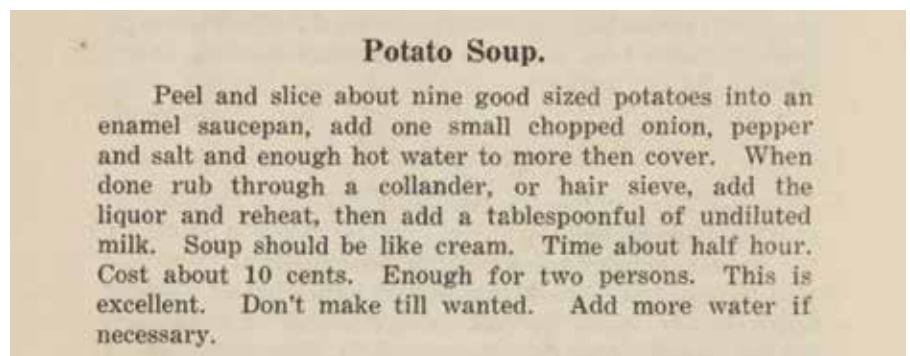 Potato Soup.
Peel and slice about nine good sized potatoes into an
enamel saucepan, add one small chopped onion, pepper
and salt and enough hot water to more then cover. When
done rub through a collander, or hair sieve, add the
liquor and reheat, then add a tablespoonful of undiluted
milk. Soup should be like cream. Time about half hour.
Cost about 10 cents. Enough for two persons. This is
excellent. Don't make till wanted. Add more water if
necessary.